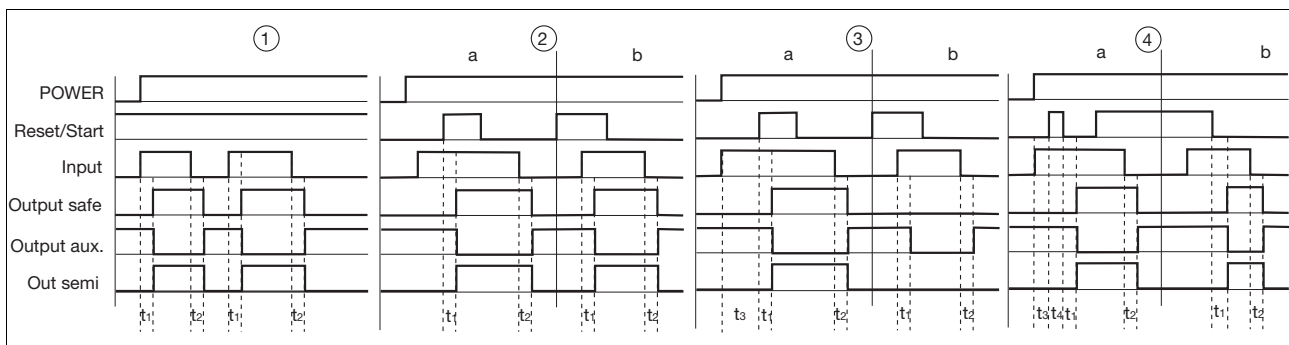 ① ② ③ ④
a b a b a b
POWER
Reset/Start
Input
Output safe
Output aux.
Out semi
t1 t2 t1 t2 t1 t2 t1 t2 t3 t1 t2 t1 t2 t3 t4 t1 t2 t1 t2